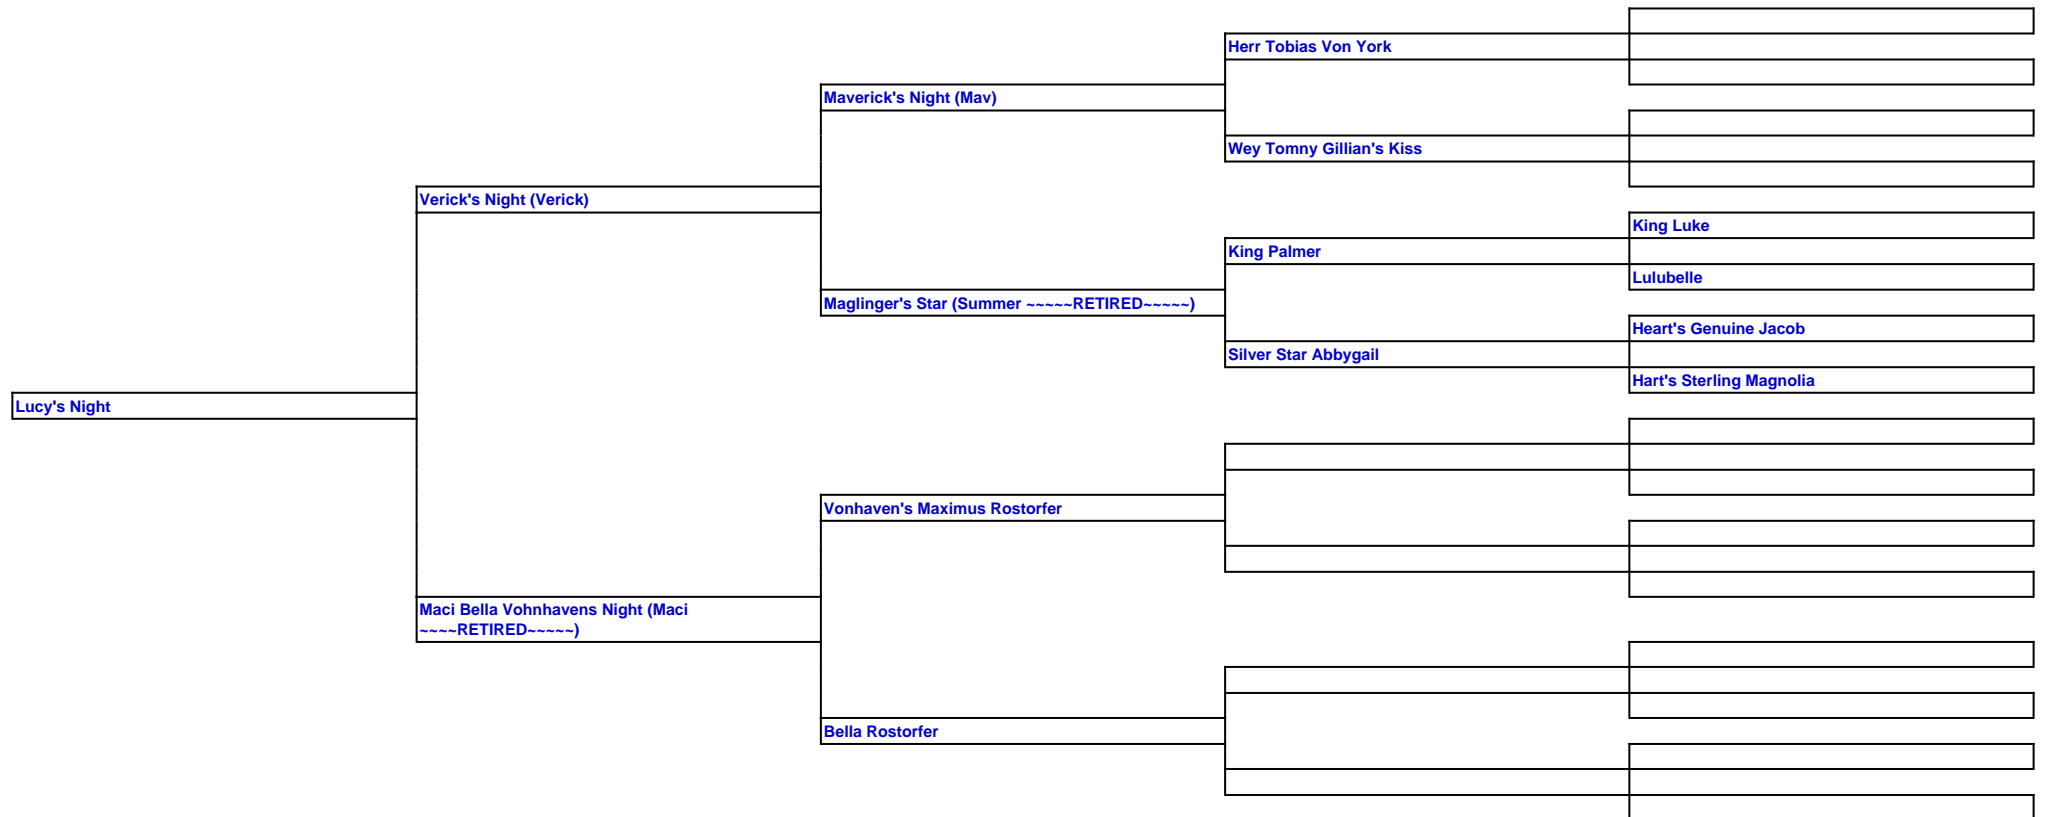 Herr Tobias Von York
Maverick's Night (Mav)
Wey Tomny Gillian's Kiss
Verick's Night (Verick)
King Luke
King Palmer
Lulubelle
Maglinger's Star (Summer ~~~~~RETIRED~~~~~)
Heart's Genuine Jacob
Silver Star Abbygail
Hart's Sterling Magnolia
Lucy's Night
Vonhaven's Maximus Rostorfer
Maci Bella Vohnhavens Night (Maci
~~~~RETIRED~~~~~)
Bella Rostorfer